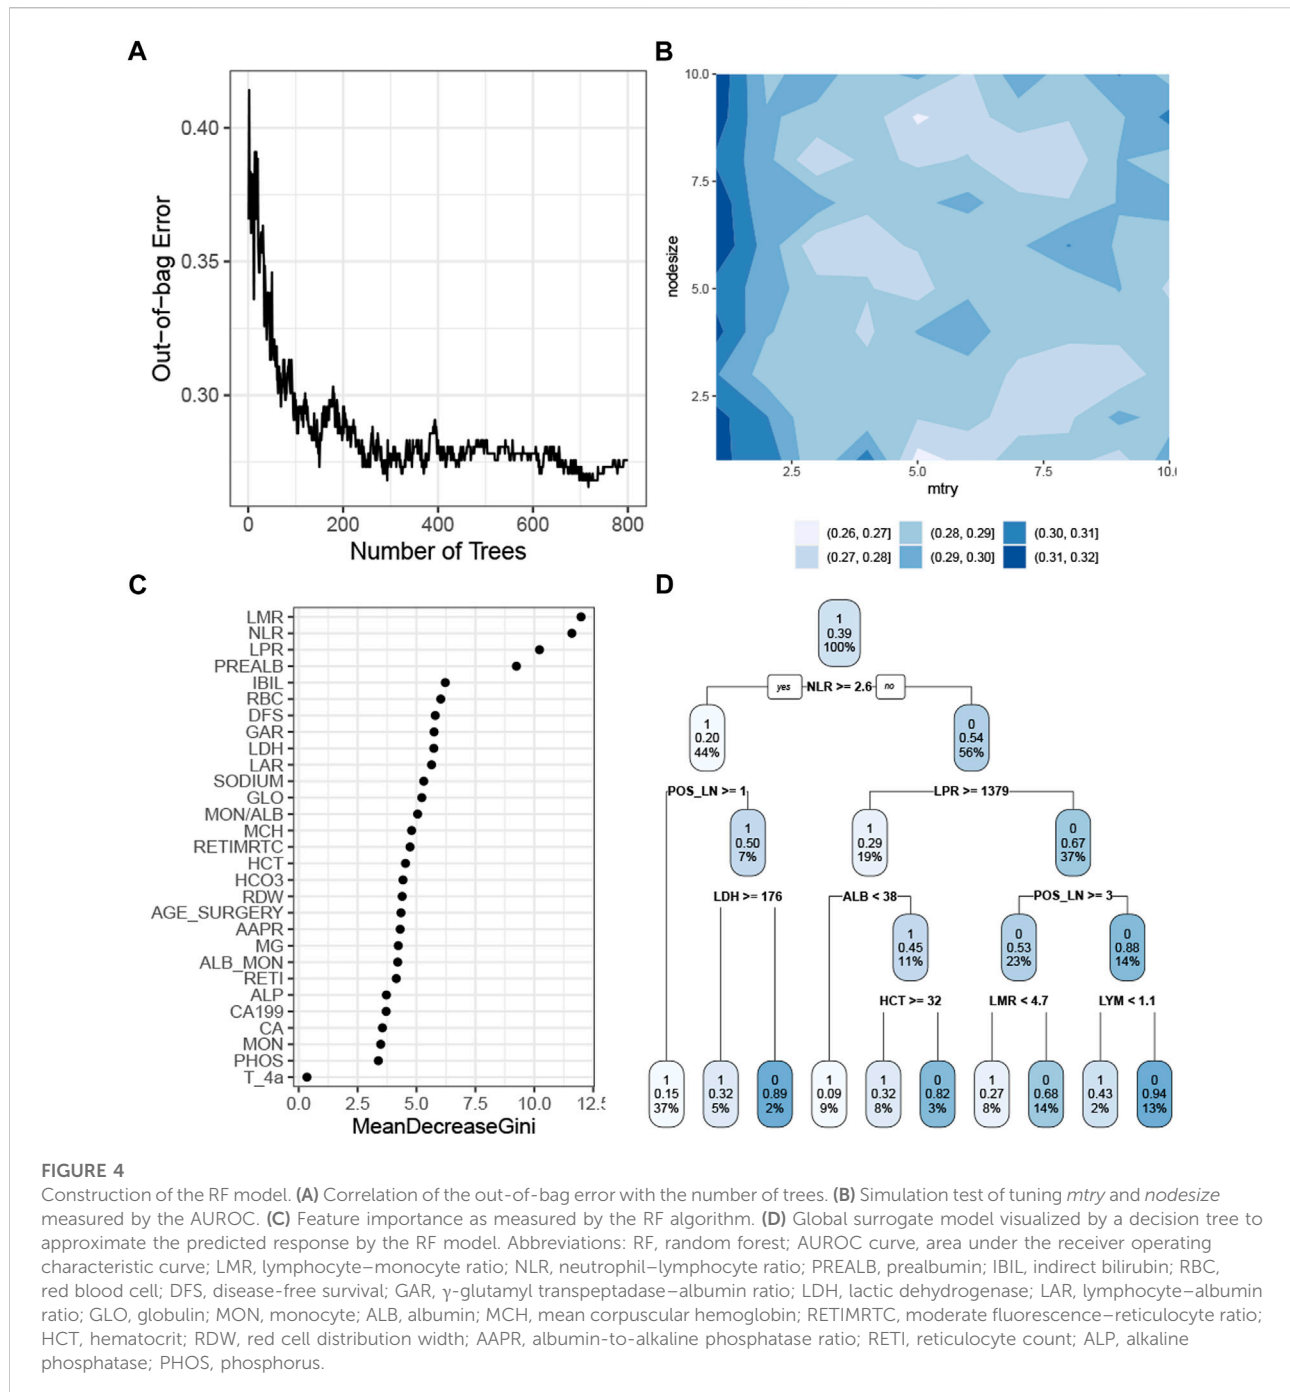 A
0.40
0.35
0.30
Out-of-bag Error
0 200 400 600 800
Number of Trees
B
10.0
7.5
5.0
2.5
nodesize
2.5 5.0 7.5 10.0
mtry
(0.26, 0.27] (0.28, 0.29] (0.30, 0.31]
(0.27, 0.28] (0.29, 0.30] (0.31, 0.32]
C
LMR
NLR
LPR
PREALB
IBIL
RBC
DFS
GAR
LDH
LAR
SODIUM
GLO
MON/ALB
MCH
RETIMRTC
HCT
HCO3
RDW
AGE_SURGERY
AAPR
MG
ALB_MON
RETI
ALP
CA199
CA
MON
PHOS
T_4a
0.0 2.5 5.0 7.5 10.0 12.5
MeanDecreaseGini
D
1
0.39
100%
yes NLR >= 2.6 no
1
0.20
44%
0
0.54
56%
POS_LN >= 1
LPR >= 1379
1
0.50
7%
1
0.29
19%
0
0.67
37%
LDH >= 176
ALB < 38
POS_LN >= 3
1
0.45
11%
0
0.53
23%
0
0.88
14%
HCT >= 32
LMR < 4.7
LYM < 1.1
1
0.15
37%
1
0.32
5%
0
0.89
2%
1
0.09
9%
1
0.32
8%
0
0.82
3%
1
0.27
8%
0
0.68
14%
1
0.43
2%
0
0.94
13%
FIGURE 4
Construction of the RF model. (A) Correlation of the out-of-bag error with the number of trees. (B) Simulation test of tuning mtry and nodesize
measured by the AUROC. (C) Feature importance as measured by the RF algorithm. (D) Global surrogate model visualized by a decision tree to
approximate the predicted response by the RF model. Abbreviations: RF, random forest; AUROC curve, area under the receiver operating
characteristic curve; LMR, lymphocyte–monocyte ratio; NLR, neutrophil–lymphocyte ratio; PREALB, prealbumin; IBIL, indirect bilirubin; RBC,
red blood cell; DFS, disease-free survival; GAR, γ-glutamyl transpeptadase–albumin ratio; LDH, lactic dehydrogenase; LAR, lymphocyte–albumin
ratio; GLO, globulin; MON, monocyte; ALB, albumin; MCH, mean corpuscular hemoglobin; RETIMRTC, moderate fluorescence–reticulocyte ratio;
HCT, hematocrit; RDW, red cell distribution width; AAPR, albumin-to-alkaline phosphatase ratio; RETI, reticulocyte count; ALP, alkaline
phosphatase; PHOS, phosphorus.